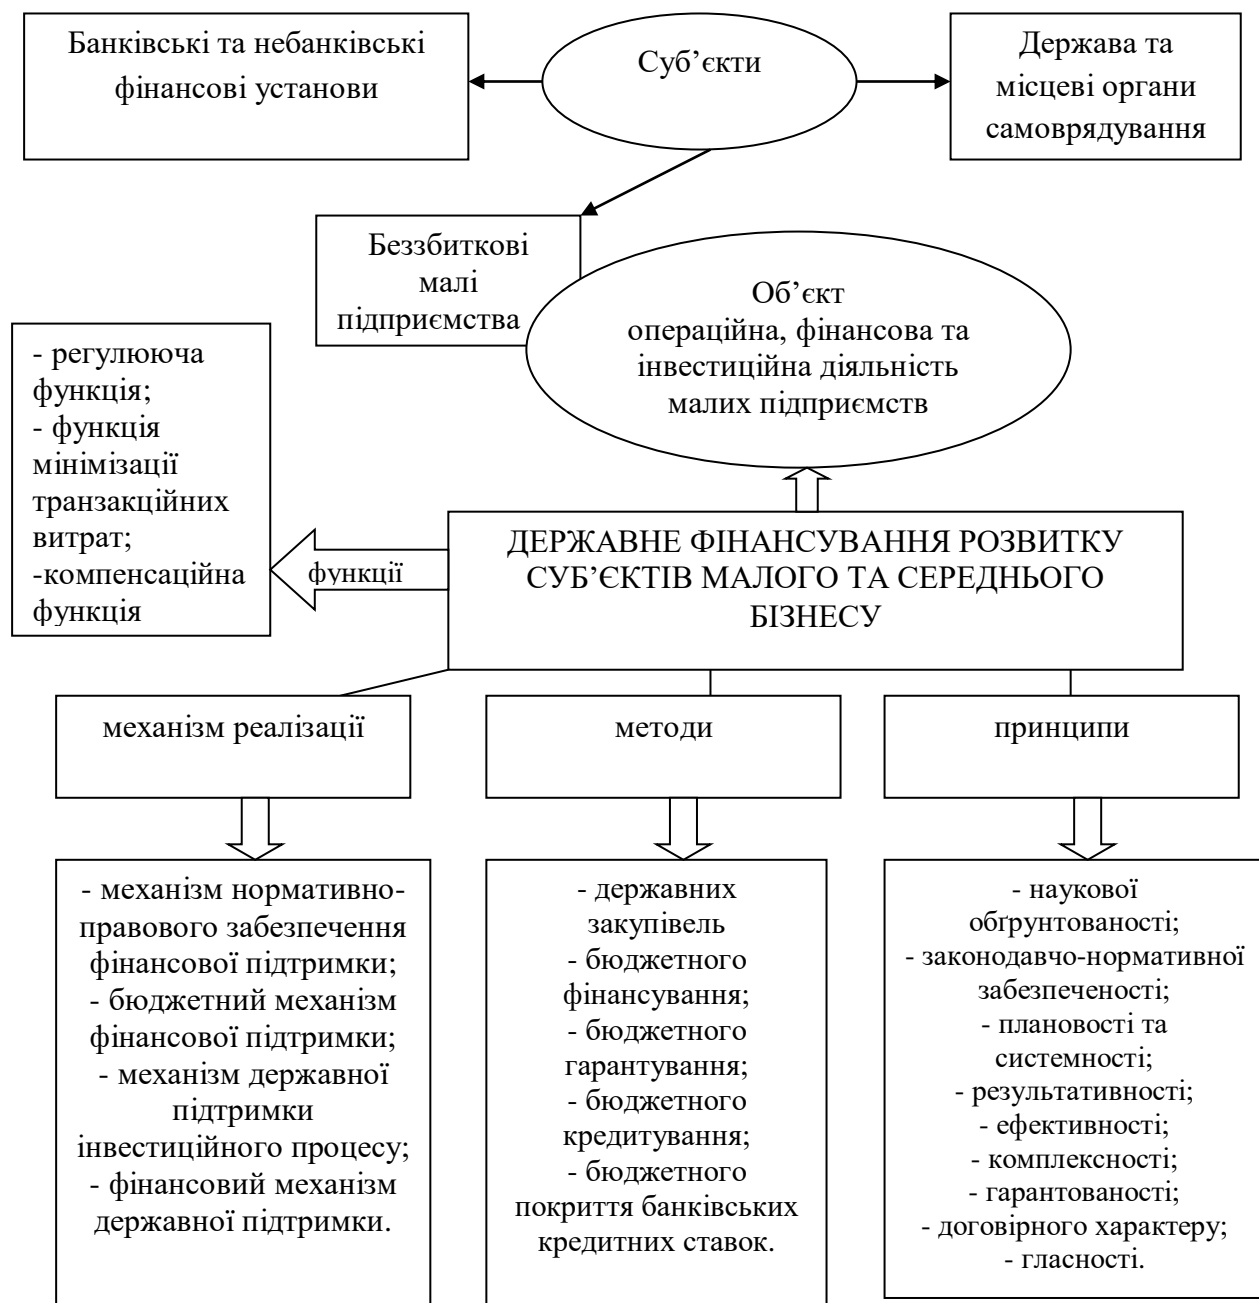 Банківські та небанківські
фінансові установи
Суб’єкти
Держава та
місцеві органи
самоврядування
Беззбиткові
малі
підприємства
Об’єкт
операційна, фінансова та
інвестиційна діяльність
малих підприємств
- регулююча
функція;
- функція
мінімізації
транзакційних
витрат;
-компенсаційна
функція
функції
ДЕРЖАВНЕ ФІНАНСУВАННЯ РОЗВИТКУ
СУБ’ЄКТІВ МАЛОГО ТА СЕРЕДНЬОГО
БІЗНЕСУ
механізм реалізації
методи
принципи
- механізм нормативно-
правового забезпечення
фінансової підтримки;
- бюджетний механізм
фінансової підтримки;
- механізм державної
підтримки
інвестиційного процесу;
- фінансовий механізм
державної підтримки.
- державних
закупівель
- бюджетного
фінансування;
- бюджетного
гарантування;
- бюджетного
кредитування;
- бюджетного
покриття банківських
кредитних ставок.
- наукової
обґрунтованості;
- законодавчо-нормативної
забезпеченості;
- плановості та
системності;
- результативності;
- ефективності;
- комплексності;
- гарантованості;
- договірного характеру;
- гласності.